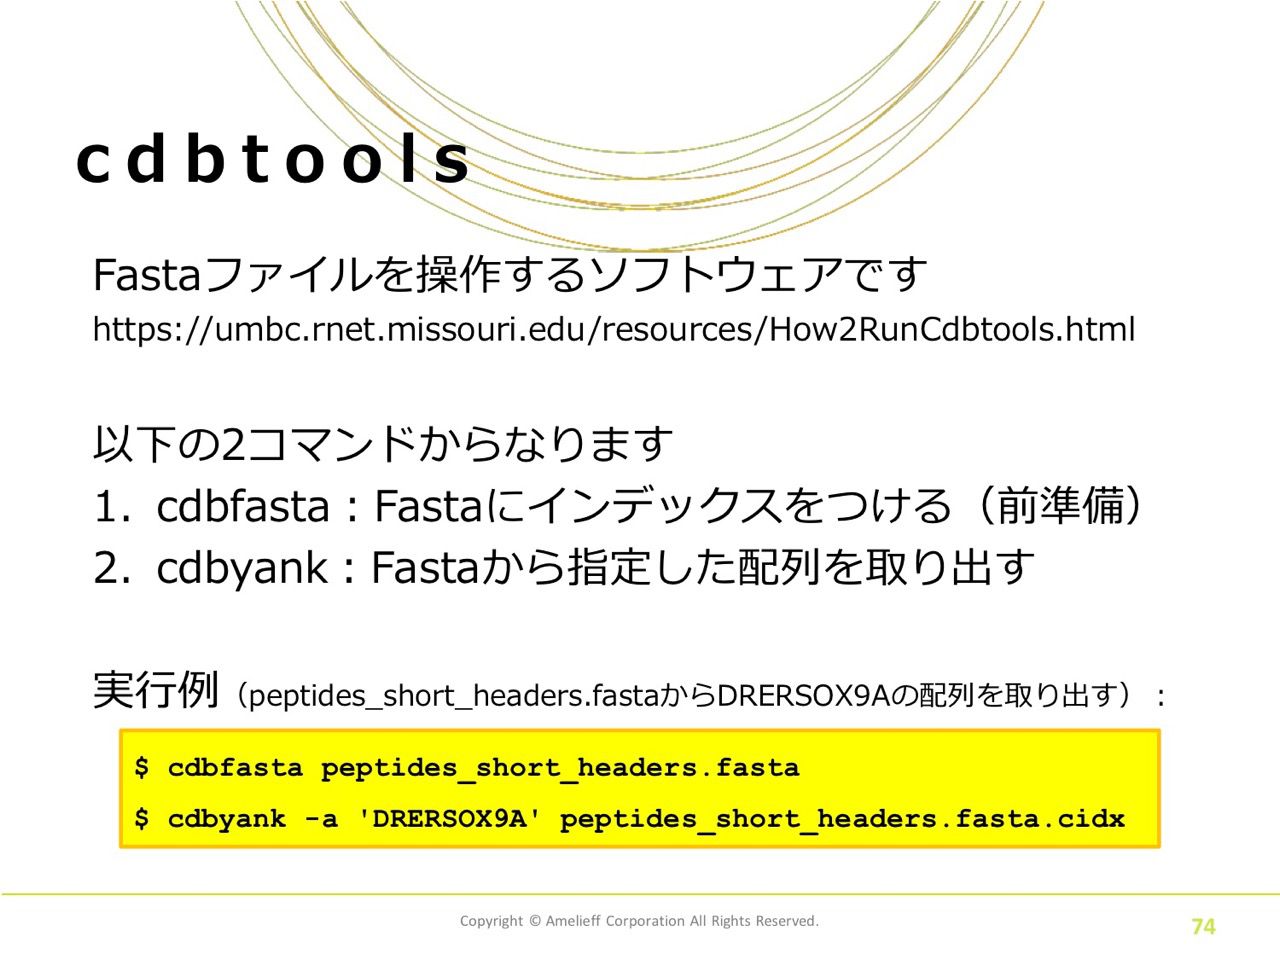 cdbtools
Fastaファイルを操作するソフトウェアです
https://umbc.rnet.missouri.edu/resources/How2RunCdbtools.html
以下の2コマンドからなります
1. cdbfasta：Fastaにインデックスをつける（前準備）
2. cdbyank：Fastaから指定した配列を取り出す
実行例（peptides_short_headers.fastaからDRERSOX9Aの配列を取り出す）：
$ cdbfasta peptides_short_headers.fasta
$ cdbyank -a 'DRERSOX9A' peptides_short_headers.fasta.cidx
Copyright © Amelieff Corporation All Rights Reserved.
74